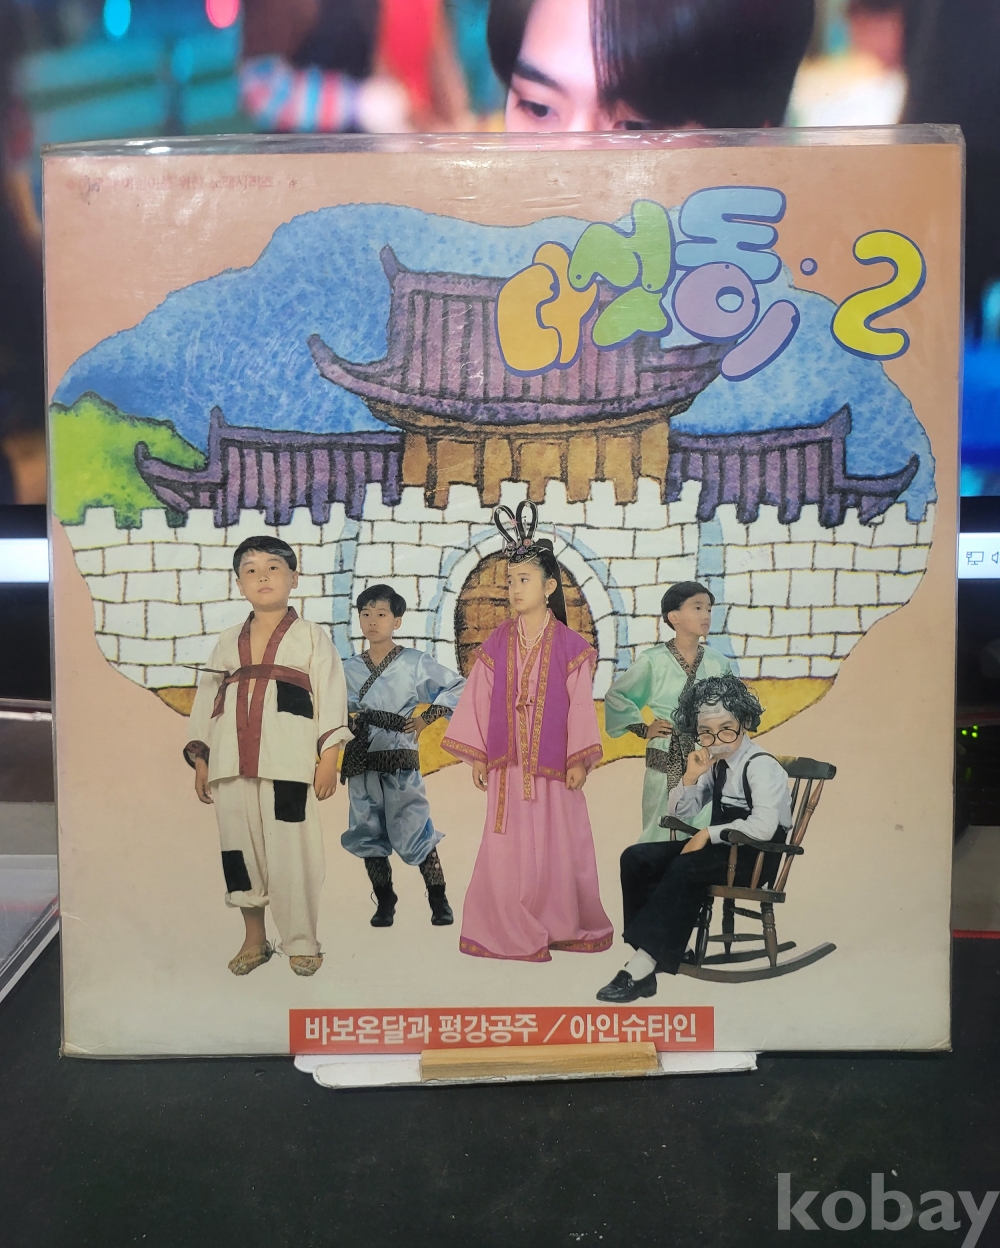 다섯동이·2
바보온달과 평강공주 / 아인슈타인
kobay